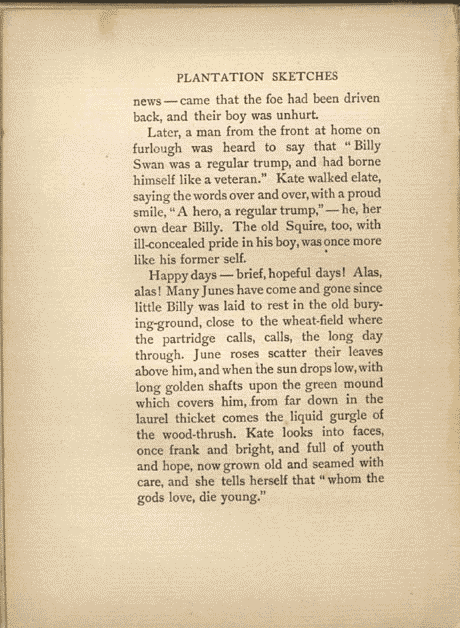 PLANTATION SKETCHES
news — came that the foe had been driven
back, and their boy was unhurt.
Later, a man from the front at home on
furlough was heard to say that "Billy
Swan was a regular trump, and had borne
himself like a veteran." Kate walked elate,
saying the words over and over, with a proud
smile, "A hero, a regular trump," — he, her
own dear Billy. The old Squire, too, with
ill-concealed pride in his boy, was once more
like his former self.
Happy days — brief, hopeful days! Alas,
alas! Many Junes have come and gone since
little Billy was laid to rest in the old bury-
ing-ground, close to the wheat-field where
the partridge calls, calls, the long day
through. June roses scatter their leaves
above him, and when the sun drops low, with
long golden shafts upon the green mound
which covers him, from far down in the
laurel thicket comes the liquid gurgle of
the wood-thrush. Kate looks into faces,
once frank and bright, and full of youth
and hope, now grown old and seamed with
care, and she tells herself that "whom the
gods love, die young."